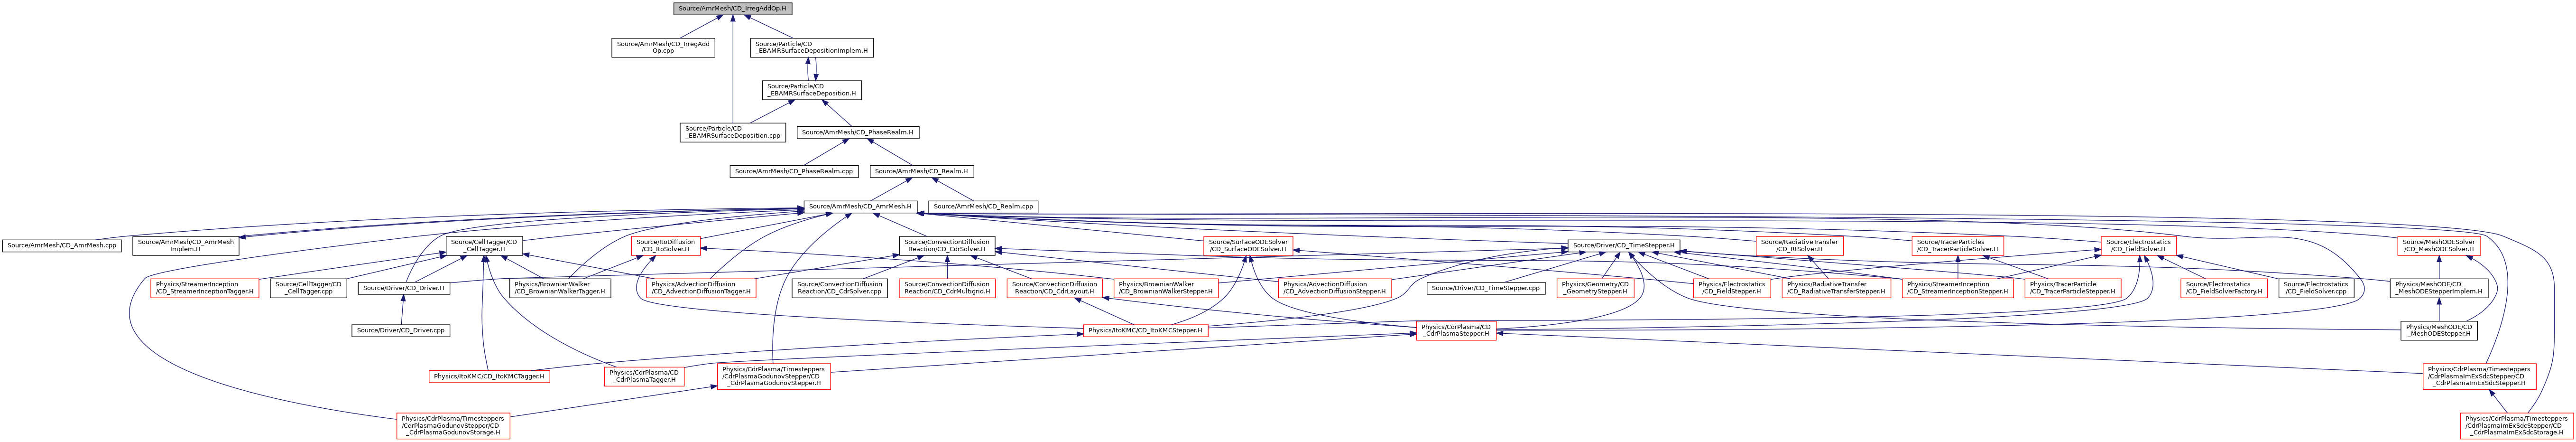 Source/AmrMesh/CD_IrregAddOp.H
Source/AmrMesh/CD_IrregAdd
Op.cpp
Source/Particle/CD
_EBAMRSurfaceDepositionImplem.H
Source/Particle/CD
_EBAMRSurfaceDeposition.H
Source/Particle/CD
_EBAMRSurfaceDeposition.cpp
Source/AmrMesh/CD_PhaseRealm.H
Source/AmrMesh/CD_PhaseRealm.cpp
Source/AmrMesh/CD_Realm.H
Source/AmrMesh/CD_AmrMesh.H
Source/AmrMesh/CD_Realm.cpp
Source/AmrMesh/CD_AmrMesh.cpp
Source/AmrMesh/CD_AmrMesh
Implem.H
Source/CellTagger/CD
_CellTagger.H
Source/ItoDiffusion
/CD_ItoSolver.H
Source/ConvectionDiffusion
Reaction/CD_CdrSolver.H
Source/SurfaceODESolver
/CD_SurfaceODESolver.H
Source/Driver/CD_TimeStepper.H
Source/RadiativeTransfer
/CD_RtSolver.H
Source/TracerParticles
/CD_TracerParticleSolver.H
Source/Electrostatics
/CD_FieldSolver.H
Source/MeshODESolver
/CD_MeshODESolver.H
Physics/StreamerInception
/CD_StreamerInceptionTagger.H
Source/CellTagger/CD
_CellTagger.cpp
Source/Driver/CD_Driver.H
Physics/BrownianWalker
/CD_BrownianWalkerTagger.H
Physics/AdvectionDiffusion
/CD_AdvectionDiffusionTagger.H
Source/ConvectionDiffusion
Reaction/CD_CdrSolver.cpp
Source/ConvectionDiffusion
Reaction/CD_CdrMultigrid.H
Source/ConvectionDiffusion
Reaction/CD_CdrLayout.H
Physics/BrownianWalker
/CD_BrownianWalkerStepper.H
Physics/AdvectionDiffusion
/CD_AdvectionDiffusionStepper.H
Source/Driver/CD_TimeStepper.cpp
Physics/Geometry/CD
_GeometryStepper.H
Physics/Electrostatics
/CD_FieldStepper.H
Physics/RadiativeTransfer
/CD_RadiativeTransferStepper.H
Physics/StreamerInception
/CD_StreamerInceptionStepper.H
Physics/TracerParticle
/CD_TracerParticleStepper.H
Source/Electrostatics
/CD_FieldSolverFactory.H
Source/Electrostatics
/CD_FieldSolver.cpp
Physics/MeshODE/CD
_MeshODEStepperImplem.H
Source/Driver/CD_Driver.cpp
Physics/ItoKMC/CD_ItoKMCStepper.H
Physics/CdrPlasma/CD
_CdrPlasmaStepper.H
Physics/MeshODE/CD
_MeshODEStepper.H
Physics/ItoKMC/CD_ItoKMCTagger.H
Physics/CdrPlasma/CD
_CdrPlasmaTagger.H
Physics/CdrPlasma/Timesteppers
/CdrPlasmaGodunovStepper/CD
_CdrPlasmaGodunovStepper.H
Physics/CdrPlasma/Timesteppers
/CdrPlasmaImExSdcStepper/CD
_CdrPlasmaImExSdcStepper.H
Physics/CdrPlasma/Timesteppers
/CdrPlasmaGodunovStepper/CD
_CdrPlasmaGodunovStorage.H
Physics/CdrPlasma/Timesteppers
/CdrPlasmaImExSdcStepper/CD
_CdrPlasmaImExSdcStorage.H